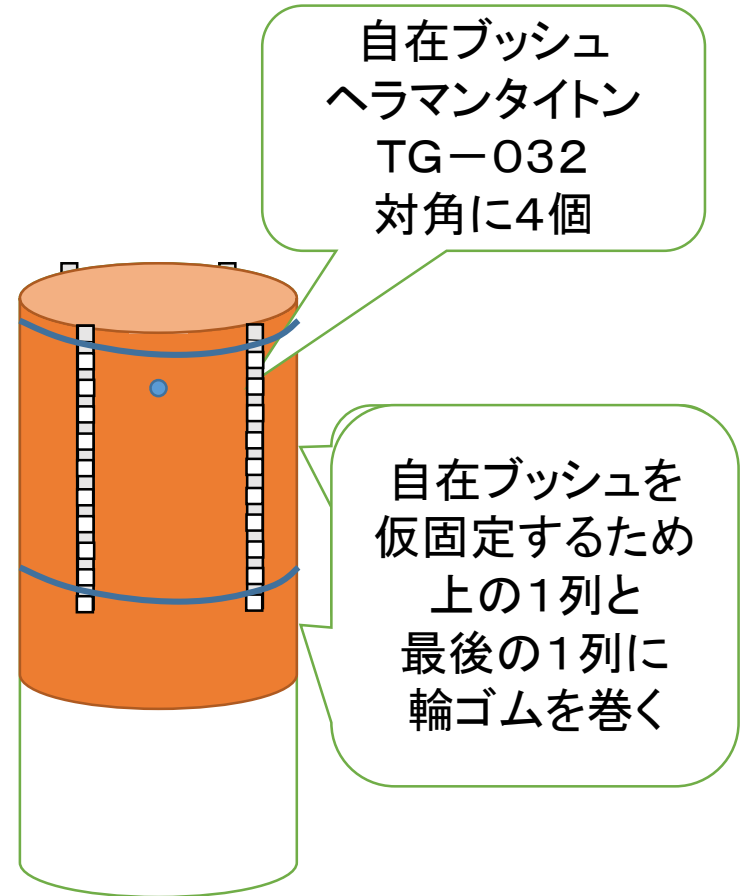 自在ブッシュ
ヘラマンタイトン
TG－032
対角に4個
自在ブッシュを
仮固定するため
上の1列と
最後の1列に
輪ゴムを巻く